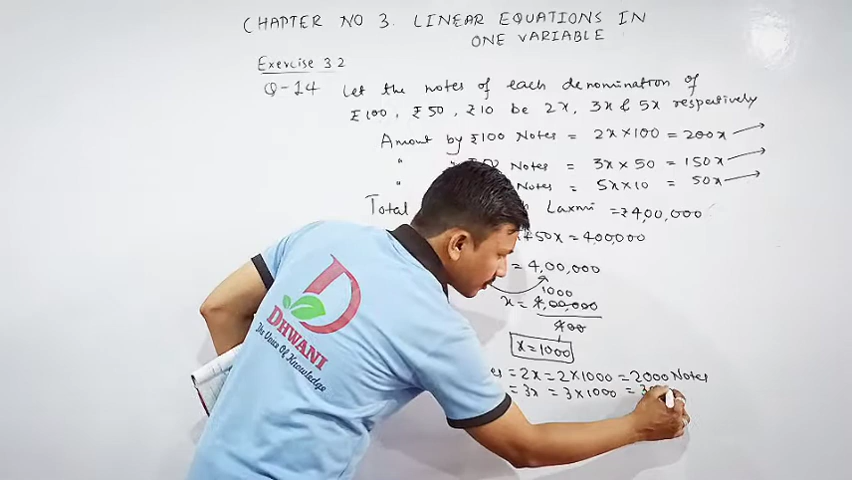 CHAPTER NO 3. LINEAR EQUATIONS IN
ONE VARIABLE
Exercise 3.2
Q-14 Let the notes of each denomination of
₹100, ₹50, ₹10 be 2x, 3x & 5x respectively
Amount by ₹100 Notes = 2x×100 = 200x
" Notes = 3x×50 = 150x
" Notes = 5x×10 = 50x
Total Laxmi = ₹4,00,000
50x = 400,000
= 4,00,000
1000
x = 4,00,000
400
x=1000
= 2x = 2×1000 = 2000 Notes
= 3x = 3×1000 = 3
D
DHWANI
The Voice Of Knowledge